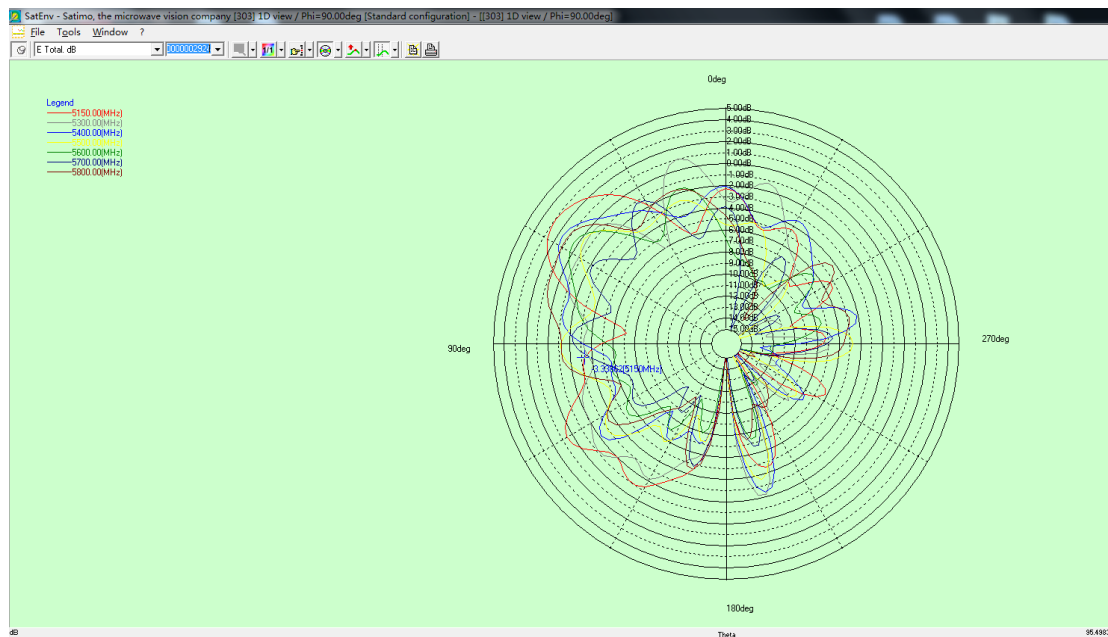 SatEnv - Satimo, the microwave vision company [303] 1D view / Phi=90.00deg [Standard configuration] - [[303] 1D view / Phi=90.00deg]
File Tools Window ?
E Total. dB
Legend
5150.00(MHz)
5300.00(MHz)
5400.00(MHz)
5600.00(MHz)
5700.00(MHz)
5800.00(MHz)
0deg
5.00dB
4.00dB
3.00dB
2.00dB
1.00dB
0.00dB
-1.00dB
-2.00dB
-3.00dB
-4.00dB
-5.00dB
-6.00dB
-7.00dB
-8.00dB
-9.00dB
-10.00dB
-11.00dB
-12.00dB
-13.00dB
-14.00dB
-15.00dB
90deg
270deg
180deg
dB
Theta